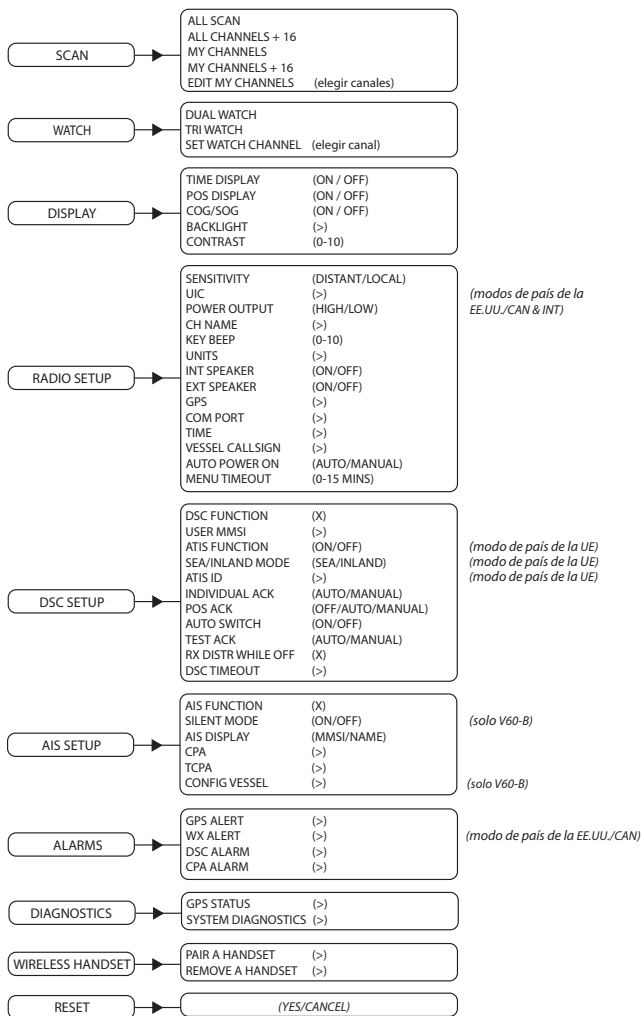 SCAN
ALL SCAN
ALL CHANNELS + 16
MY CHANNELS
MY CHANNELS + 16
EDIT MY CHANNELS (elegir canales)
WATCH
DUAL WATCH
TRI WATCH
SET WATCH CHANNEL (elegir canal)
DISPLAY
TIME DISPLAY (ON / OFF)
POS DISPLAY (ON / OFF)
COG/SOG (ON / OFF)
BACKLIGHT (>)
CONTRAST (0-10)
RADIO SETUP
SENSITIVITY (DISTANT/LOCAL)
UIC (>) (modos de país de la
POWER OUTPUT (HIGH/LOW) EE.UU./CAN & INT)
CH NAME (>)
KEY BEEP (0-10)
UNITS (>)
INT SPEAKER (ON/OFF)
EXT SPEAKER (ON/OFF)
GPS (>)
COM PORT (>)
TIME (>)
VESSEL CALLSIGN (>)
AUTO POWER ON (AUTO/MANUAL)
MENU TIMEOUT (0-15 MINS)
DSC SETUP
DSC FUNCTION (X)
USER MMSI (>)
ATIS FUNCTION (ON/OFF) (modo de país de la UE)
SEA/INLAND MODE (SEA/INLAND) (modo de país de la UE)
ATIS ID (>) (modo de país de la UE)
INDIVIDUAL ACK (AUTO/MANUAL)
POS ACK (OFF/AUTO/MANUAL)
AUTO SWITCH (ON/OFF)
TEST ACK (AUTO/MANUAL)
RX DISTR WHILE OFF (X)
DSC TIMEOUT (>)
AIS SETUP
AIS FUNCTION (X)
SILENT MODE (ON/OFF) (solo V60-B)
AIS DISPLAY (MMSI/NAME)
CPA (>)
TCPA (>)
CONFIG VESSEL (>) (solo V60-B)
ALARMS
GPS ALERT (>)
WX ALERT (>) (modo de país de la EE.UU./CAN)
DSC ALARM (>)
CPA ALARM (>)
DIAGNOSTICS
GPS STATUS (>)
SYSTEM DIAGNOSTICS (>)
WIRELESS HANDSET
PAIR A HANDSET (>)
REMOVE A HANDSET (>)
RESET
(YES/CANCEL)